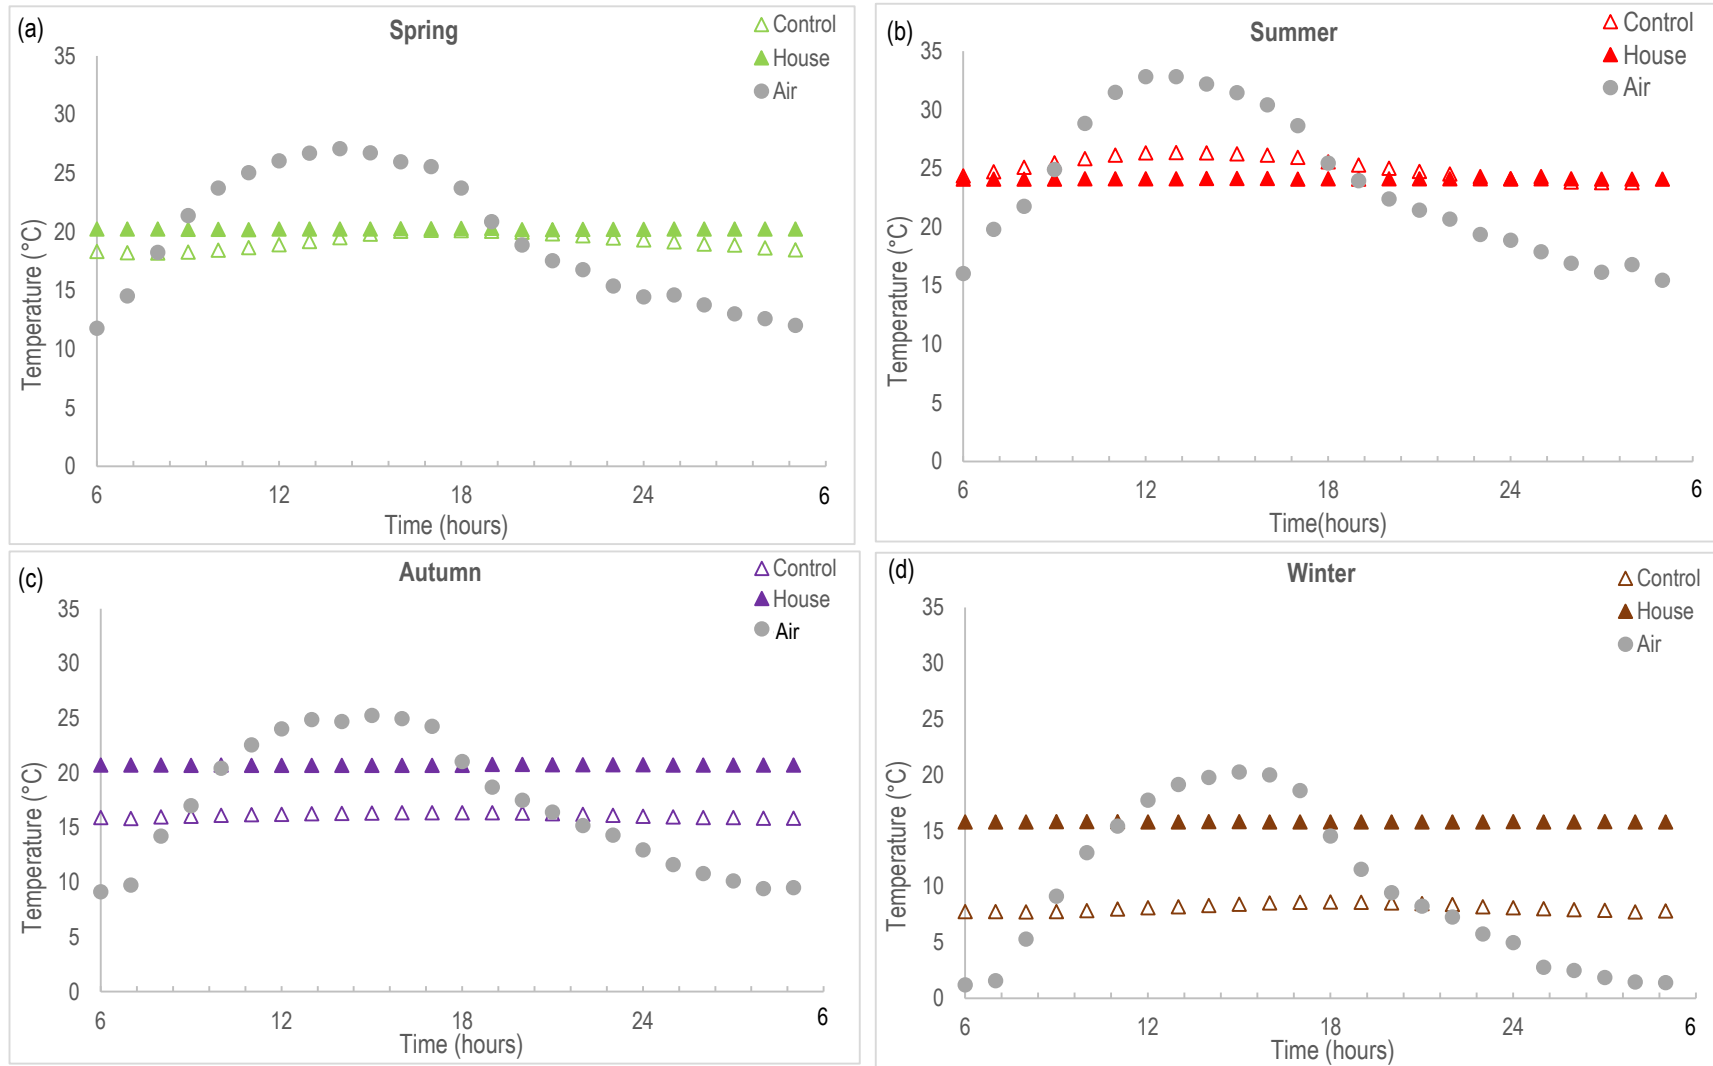 (a)
Spring
Control
House
Air
35
30
25
20
15
10
5
0
Temperature (°C)
6
12
18
24
6
Time (hours)
(b)
Summer
Control
House
Air
35
30
25
20
15
10
5
0
Temperature (°C)
6
12
18
24
6
Time(hours)
(c)
Autumn
Control
House
Air
35
30
25
20
15
10
5
0
Temperature (°C)
6
12
18
24
6
Time (hours)
(d)
Winter
Control
House
Air
35
30
25
20
15
10
5
0
Temperature (°C)
6
12
18
24
6
Time (hours)